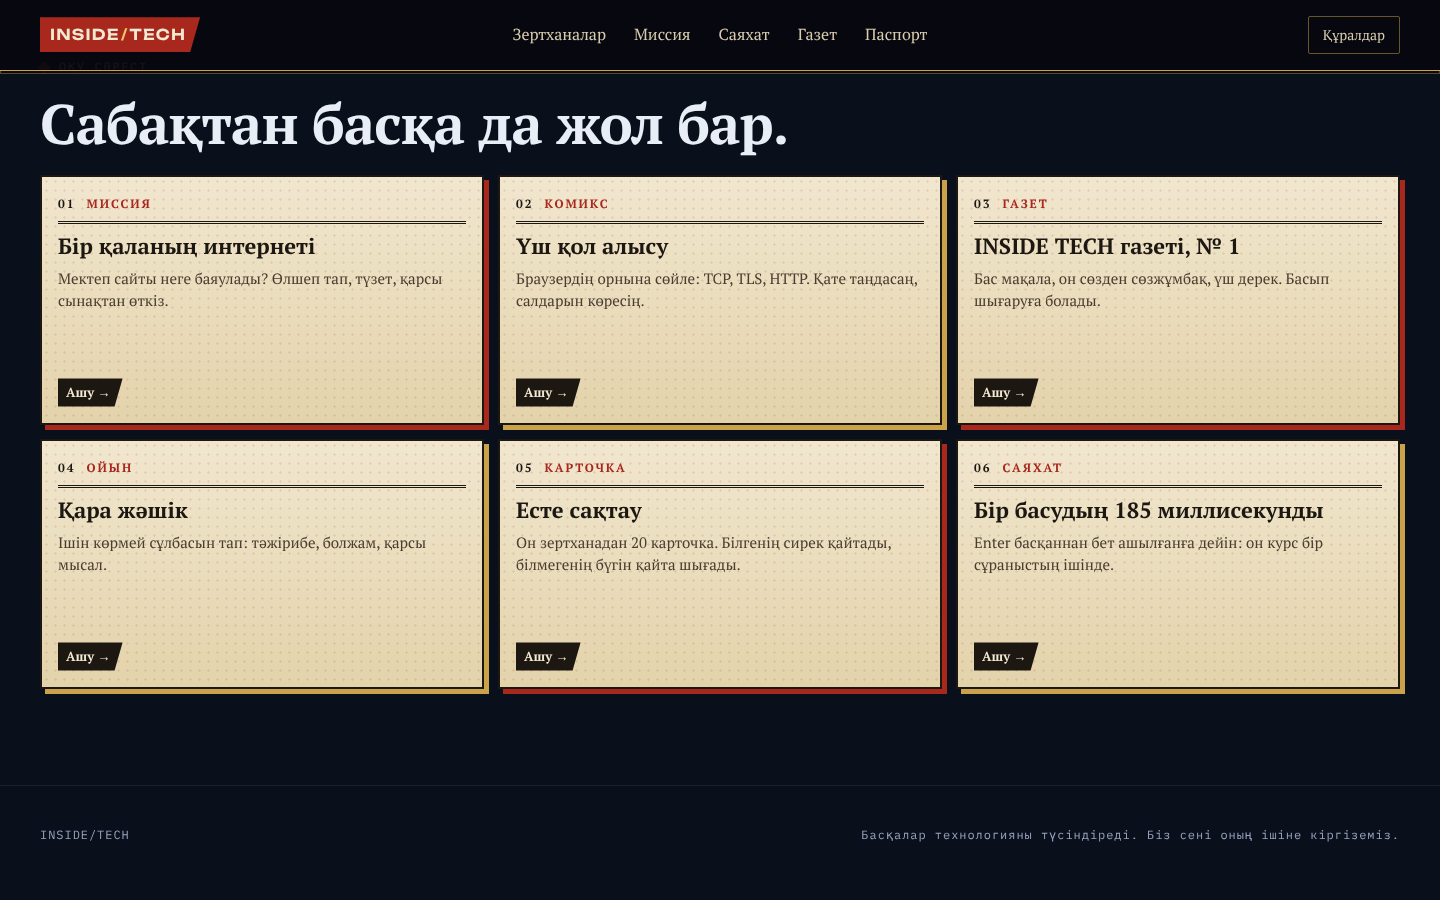 INSIDE/TECH
Зертханалар Миссия Саяхат Газет Паспорт
Құралдар
Сабақтан басқа да жол бар.
01 МИССИЯ
Бір қаланың интернеті
Мектеп сайты неге баяулады? Өлшеп тап, түзет, қарсы
сынақтан өткіз.
Ашу →
02 КОМИКС
Үш қол алысу
Браузердің орнына сөйле: TCP, TLS, HTTP. Қате таңдасаң,
салдарын көресің.
Ашу →
03 ГАЗЕТ
INSIDE TECH газеті, № 1
Бас мақала, он сөзден сөзжұмбақ, үш дерек. Басып
шығаруға болады.
Ашу →
04 ОЙЫН
Қара жәшік
Ішін көрмей сұлбасын тап: тәжірибе, болжам, қарсы
мысал.
Ашу →
05 КАРТОЧКА
Есте сақтау
Он зертханадан 20 карточка. Білгенің сирек қайтады,
білмегенің бүгін қайта шығады.
Ашу →
06 САЯХАТ
Бір басудың 185 миллисекунды
Enter басқаннан бет ашылғанға дейін: он курс бір
сұраныстың ішінде.
Ашу →
INSIDE/TECH
Басқалар технологияны түсіндіреді. Біз сені оның ішіне кіргіземіз.